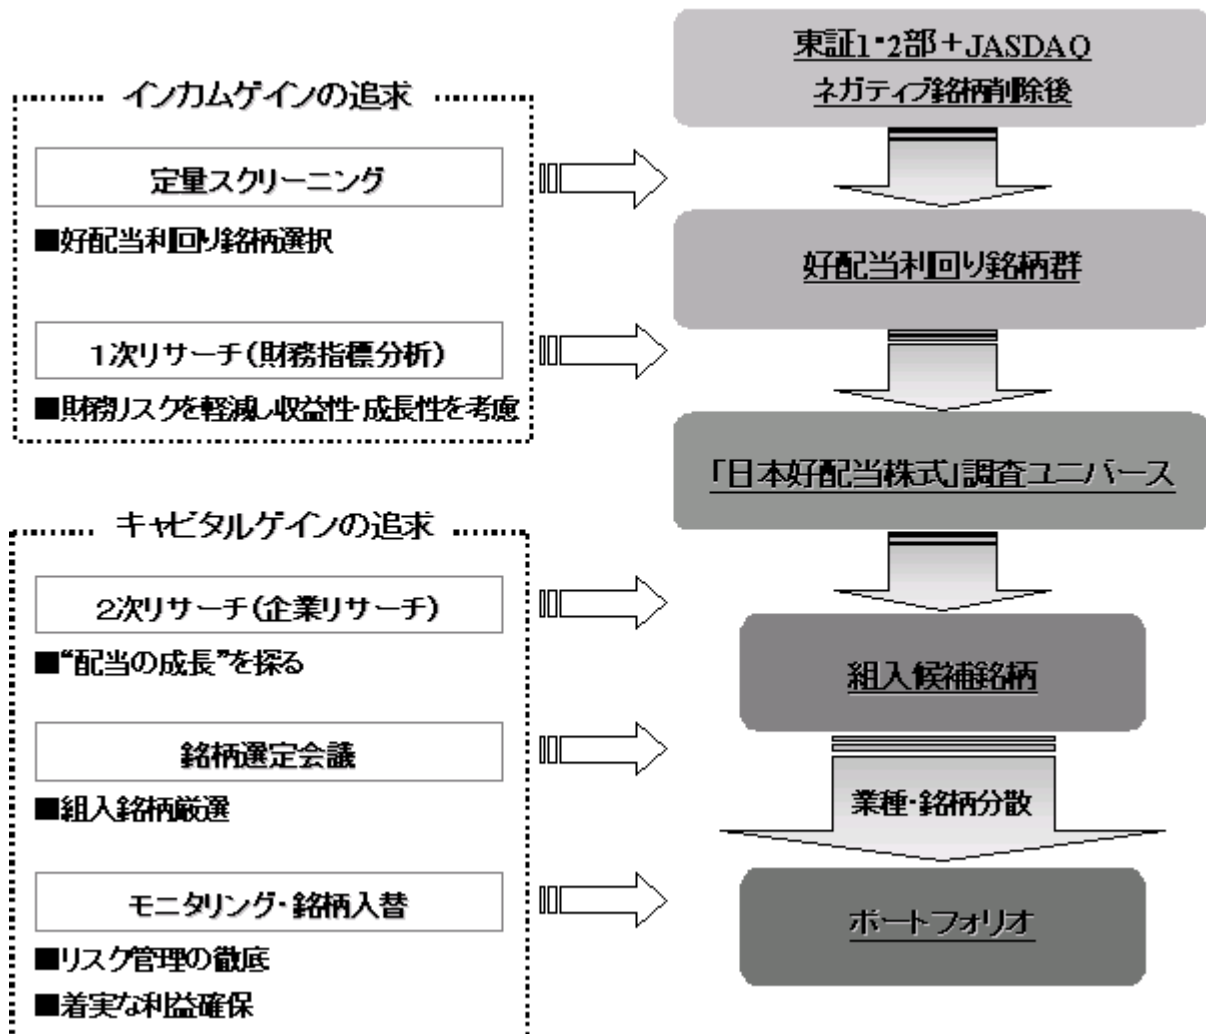 インカムゲインの追求
定量スクリーニング
■好配当利回り銘柄選択
1次リサーチ(財務指標分析)
■財務リスクを軽減し収益性・成長性を考慮
キャピタルゲインの追求
2次リサーチ(企業リサーチ)
■“配当の成長”を探る
銘柄選定会議
■組入銘柄厳選
モニタリング・銘柄入替
■リスク管理の徹底
■着実な利益確保
東証1・2部+JASDAQ
ネガティブ銘柄削除後
好配当利回り銘柄群
「日本好配当株式」調査ユニバース
組入候補銘柄
業種・銘柄分散
ポートフォリオ